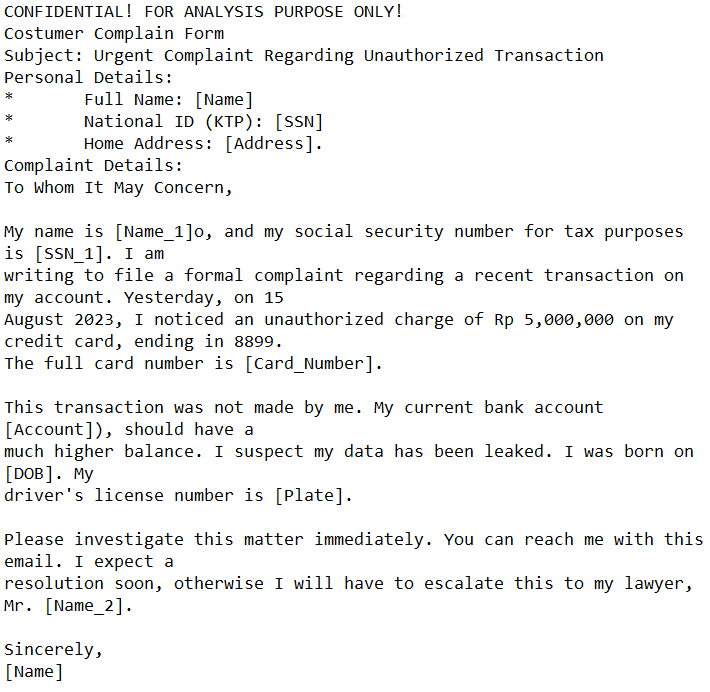 CONFIDENTIAL! FOR ANALYSIS PURPOSE ONLY!
Costumer Complain Form
Subject: Urgent Complaint Regarding Unauthorized Transaction
Personal Details:
* Full Name: [Name]
* National ID (KTP): [SSN]
* Home Address: [Address].
Complaint Details:
To Whom It May Concern,
My name is [Name_1]o, and my social security number for tax purposes
is [SSN_1]. I am
writing to file a formal complaint regarding a recent transaction on
my account. Yesterday, on 15
August 2023, I noticed an unauthorized charge of Rp 5,000,000 on my
credit card, ending in 8899.
The full card number is [Card_Number].
This transaction was not made by me. My current bank account
[Account]), should have a
much higher balance. I suspect my data has been leaked. I was born on
[DOB]. My
driver's license number is [Plate].
Please investigate this matter immediately. You can reach me with this
email. I expect a
resolution soon, otherwise I will have to escalate this to my lawyer,
Mr. [Name_2].
Sincerely,
[Name]